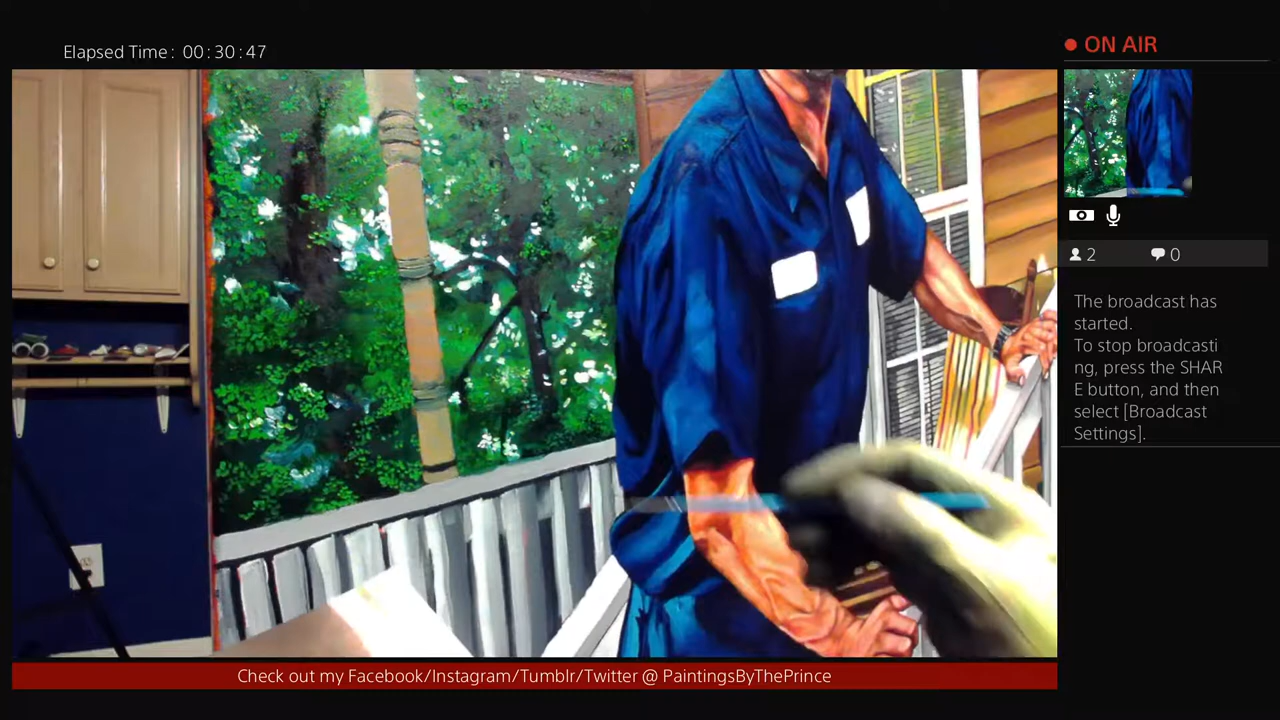 Elapsed Time: 00:30:47
ON AIR
2 0
The broadcast has
started.
To stop broadcasti
ng, press the SHAR
E button, and then
select [Broadcast
Settings].
Check out my Facebook/Instagram/Tumblr/Twitter @ PaintingsByThePrince